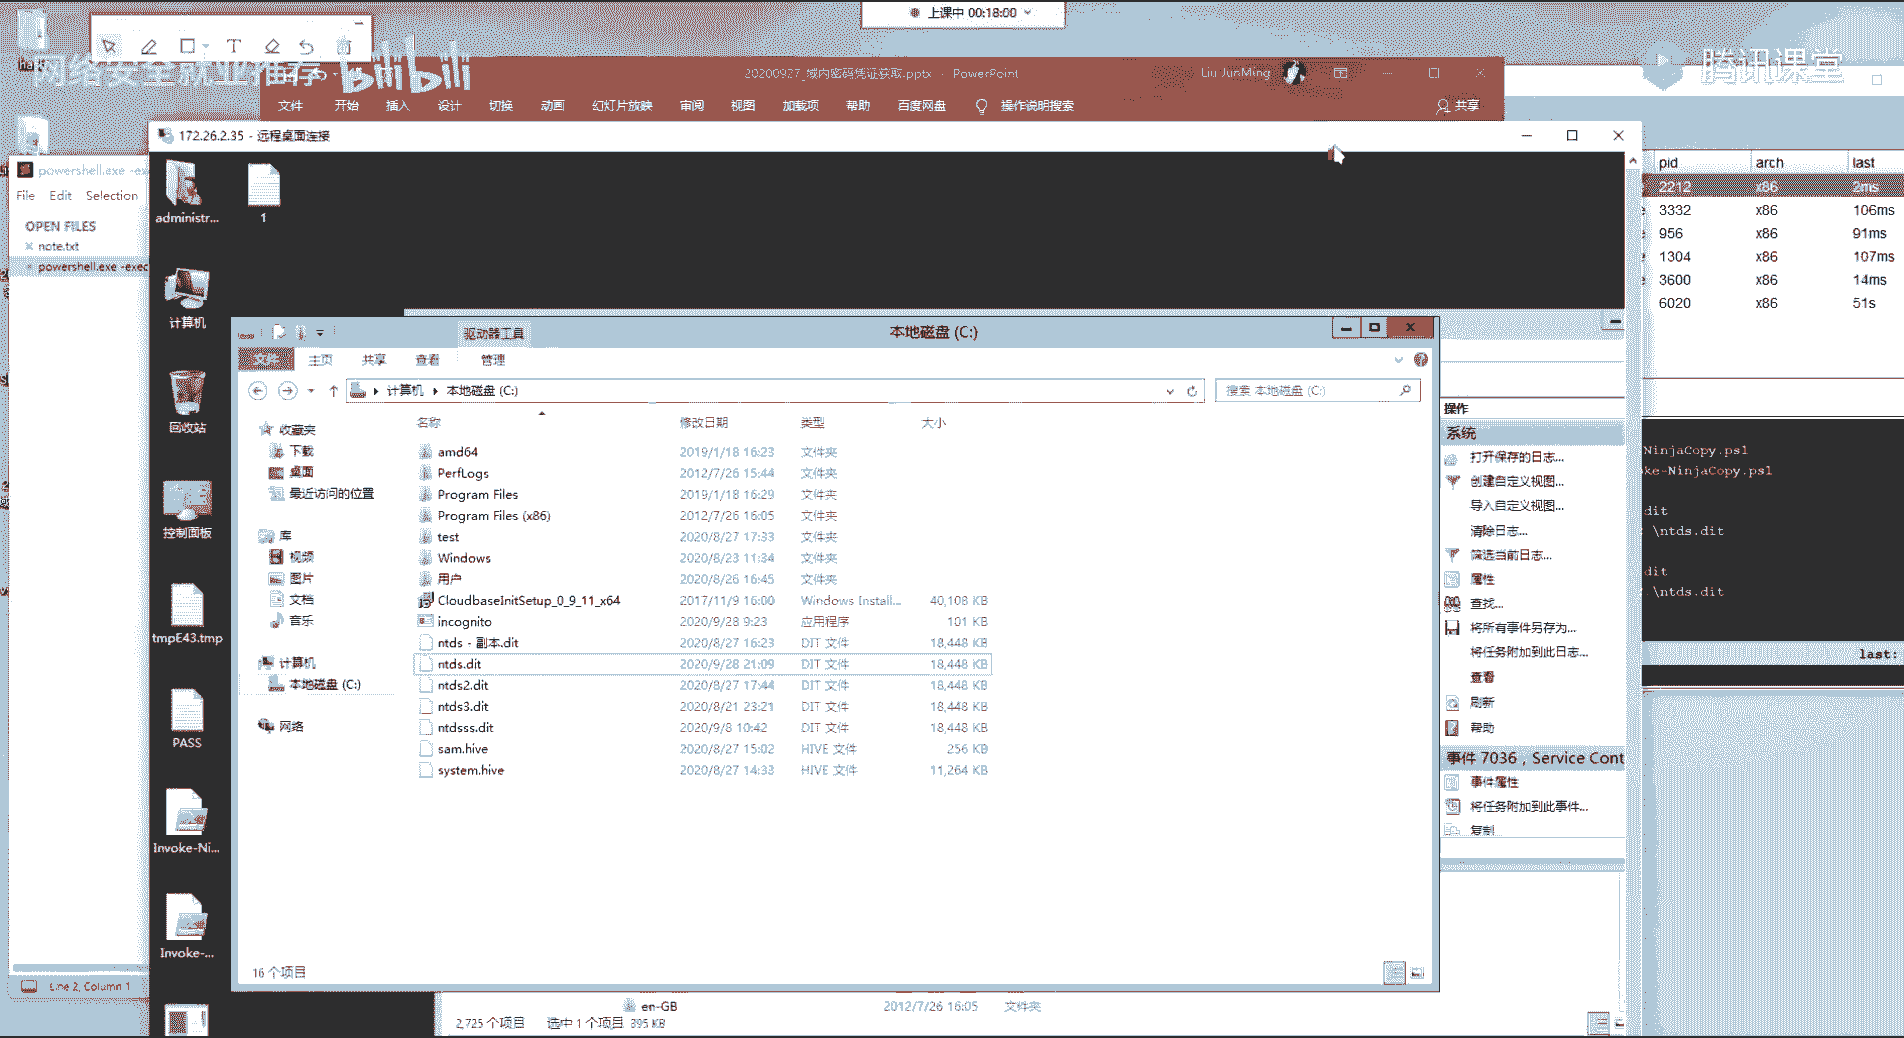 上课中 00:18:00
网络安全就业推荐 bilibili
腾讯课堂
20200927_域内密码凭证获取.pptx - PowerPoint
Liu JunMing
文件 开始 插入 设计 切换 动画 幻灯片放映 审阅 视图 加载项 帮助 百度网盘 操作说明搜索 共享
172.26.2.35 - 远程桌面连接
powershell.exe -ex
File Edit Selection
OPEN FILES
note.txt
powershell.exe -exec
Line 2, Column 1
administr...
1
计算机
回收站
控制面板
tmpE43.tmp
PASS
Invoke-Ni...
Invoke-...
驱动器工具
本地磁盘 (C:)
文件 主页 共享 查看 管理
计算机 本地磁盘 (C:)
搜索 本地磁盘 (C:)
收藏夹
下载
桌面
最近访问的位置
库
视频
图片
文档
音乐
计算机
本地磁盘 (C:)
网络
名称 修改日期 类型 大小
amd64 2019/1/18 16:23 文件夹
PerfLogs 2012/7/26 15:44 文件夹
Program Files 2019/1/18 16:29 文件夹
Program Files (x86) 2012/7/26 16:05 文件夹
test 2020/8/27 17:33 文件夹
Windows 2020/8/23 11:34 文件夹
用户 2020/8/26 16:45 文件夹
CloudbaseInitSetup_0_9_11_x64 2017/11/9 16:00 Windows Install... 40,108 KB
incognito 2020/9/28 9:23 应用程序 101 KB
ntds - 副本.dit 2020/8/27 16:23 DIT 文件 18,448 KB
ntds.dit 2020/9/28 21:09 DIT 文件 18,448 KB
ntds2.dit 2020/8/27 17:44 DIT 文件 18,448 KB
ntds3.dit 2020/8/21 23:21 DIT 文件 18,448 KB
ntdsss.dit 2020/9/8 10:42 DIT 文件 18,448 KB
sam.hive 2020/8/27 15:02 HIVE 文件 256 KB
system.hive 2020/8/27 14:33 HIVE 文件 11,264 KB
16 个项目
en-GB 2012/7/26 16:05 文件夹
2,725 个项目 选中 1 个项目 395 KB
操作
系统
打开保存的日志...
创建自定义视图...
导入自定义视图...
清除日志...
筛选当前日志...
属性
查找...
将所有事件另存为...
将任务附加到此日志...
查看
刷新
帮助
事件 7036，Service Cont
事件属性
将任务附加到此事件...
复制
pid arch last
2212 x86 2ms
3332 x86 106ms
956 x86 91ms
1304 x86 107ms
3600 x86 14ms
6020 x86 51s
NinjaCopy.ps1
ke-NinjaCopy.ps1
dit
\ntds.dit
dit
\ntds.dit
last: